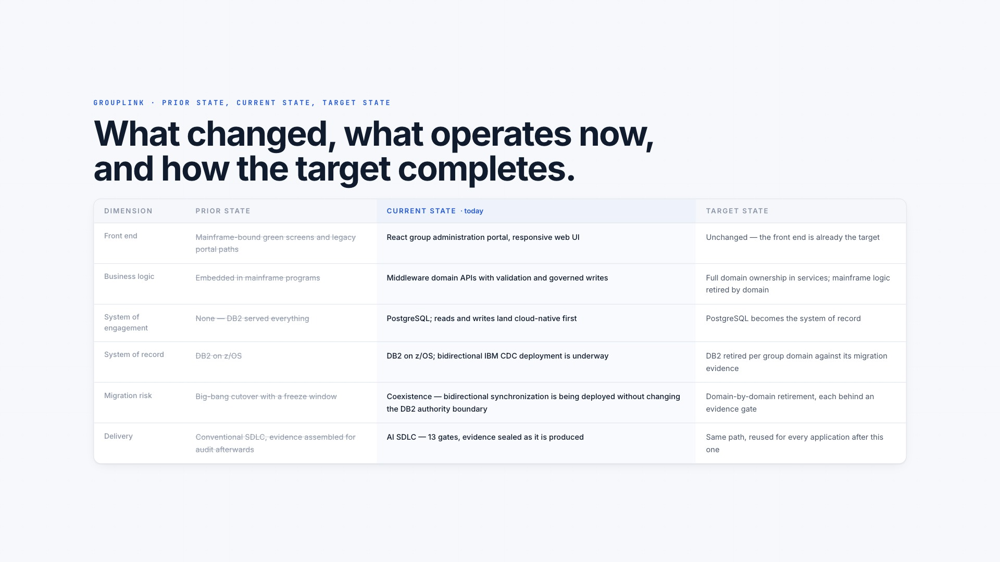 GROUPLINK · PRIOR STATE, CURRENT STATE, TARGET STATE
What changed, what operates now,
and how the target completes.
DIMENSION
PRIOR STATE
CURRENT STATE · today
TARGET STATE
Front end
Mainframe-bound green screens and legacy
portal paths
React group administration portal, responsive web UI
Unchanged — the front end is already the target
Business logic
Embedded in mainframe programs
Middleware domain APIs with validation and governed writes
Full domain ownership in services; mainframe logic
retired by domain
System of
engagement
None — DB2 served everything
PostgreSQL; reads and writes land cloud-native first
PostgreSQL becomes the system of record
System of record
DB2 on z/OS
DB2 on z/OS; bidirectional IBM CDC deployment is underway
DB2 retired per group domain against its migration
evidence
Migration risk
Big-bang cutover with a freeze window
Coexistence — bidirectional synchronization is being deployed without changing
the DB2 authority boundary
Domain-by-domain retirement, each behind an
evidence gate
Delivery
Conventional SDLC, evidence assembled for
audit afterwards
AI SDLC — 13 gates, evidence sealed as it is produced
Same path, reused for every application after this
one